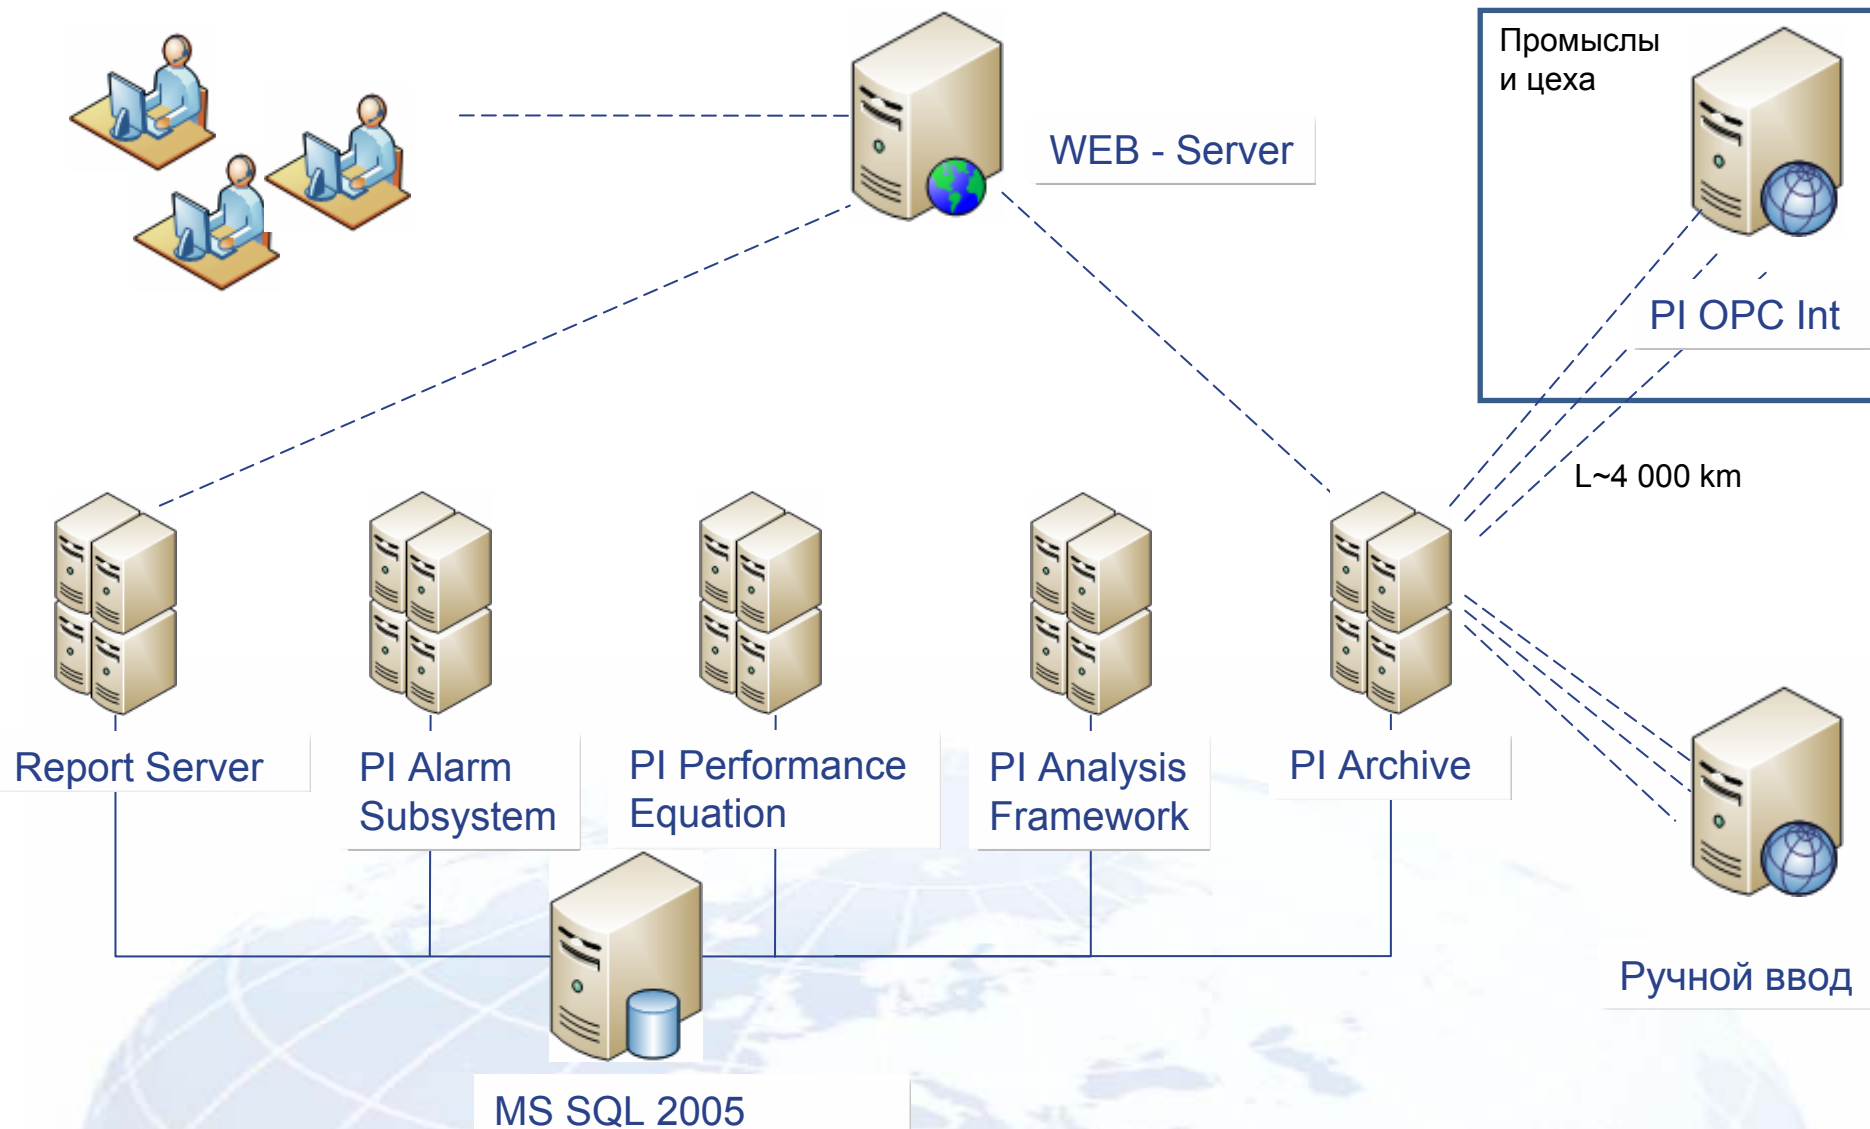 Промыслы
и цеха
WEB - Server
PI OPC Int
L~4 000 km
Report Server
PI Alarm
Subsystem
PI Performance
Equation
PI Analysis
Framework
PI Archive
Ручной ввод
MS SQL 2005